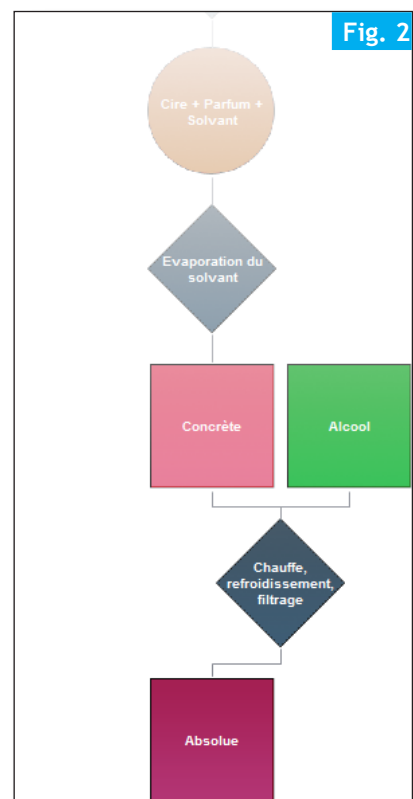 Fig. 2
Cire + Parfum +
Solvant
Evaporation du
solvant
Concrète
Alcool
Chauffe,
refroidissement,
filtrage
Absolue